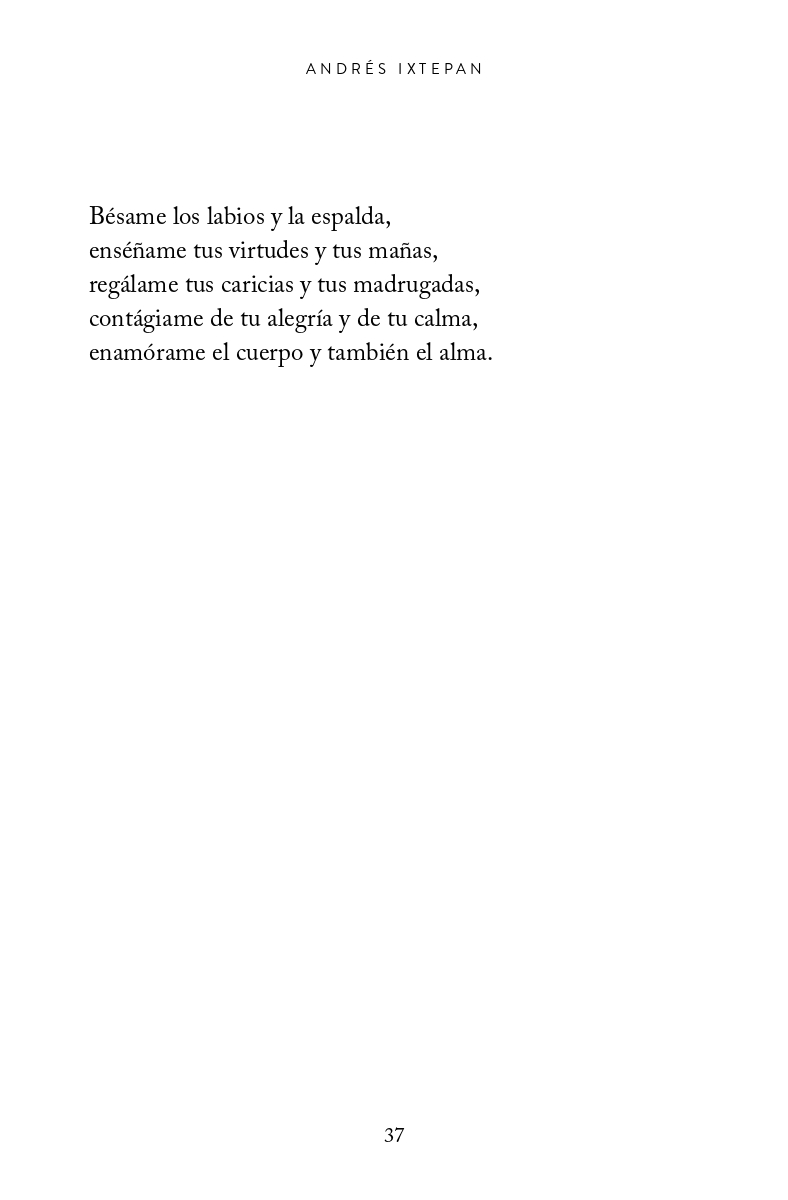 ANDRÉS IXTEPAN
Bésame los labios y la espalda,
enséñame tus virtudes y tus mañas,
regálame tus caricias y tus madrugadas,
contágiame de tu alegría y de tu calma,
enamórame el cuerpo y también el alma.
37